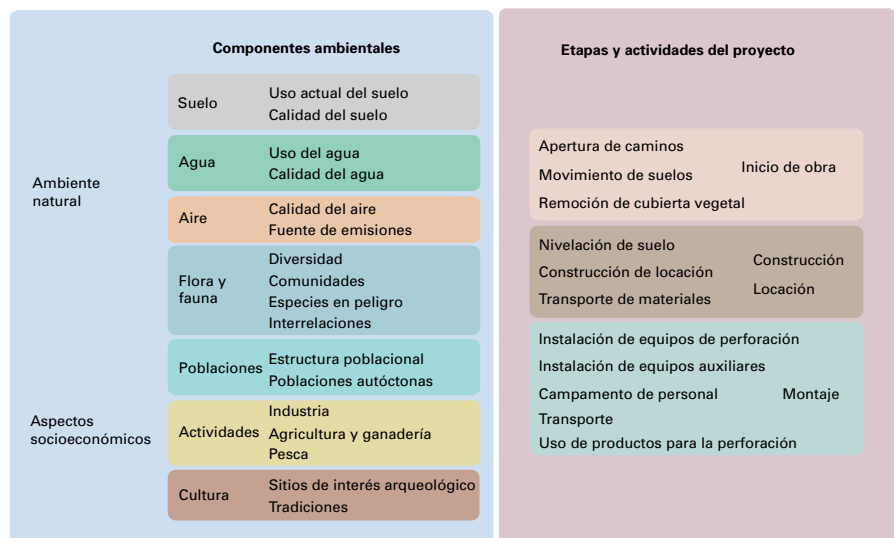 Componentes ambientales
Ambiente
natural
Suelo
Uso actual del suelo
Calidad del suelo
Agua
Uso del agua
Calidad del agua
Aire
Calidad del aire
Fuente de emisiones
Flora y
fauna
Diversidad
Comunidades
Especies en peligro
Interrelaciones
Aspectos
socioeconómicos
Poblaciones
Estructura poblacional
Poblaciones autóctonas
Actividades
Industria
Agricultura y ganadería
Pesca
Cultura
Sitios de interés arqueológico
Tradiciones
Etapas y actividades del proyecto
Apertura de caminos
Movimiento de suelos
Remoción de cubierta vegetal
Inicio de obra
Nivelación de suelo
Construcción de locación
Transporte de materiales
Construcción
Locación
Instalación de equipos de perforación
Instalación de equipos auxiliares
Campamento de personal
Transporte
Uso de productos para la perforación
Montaje